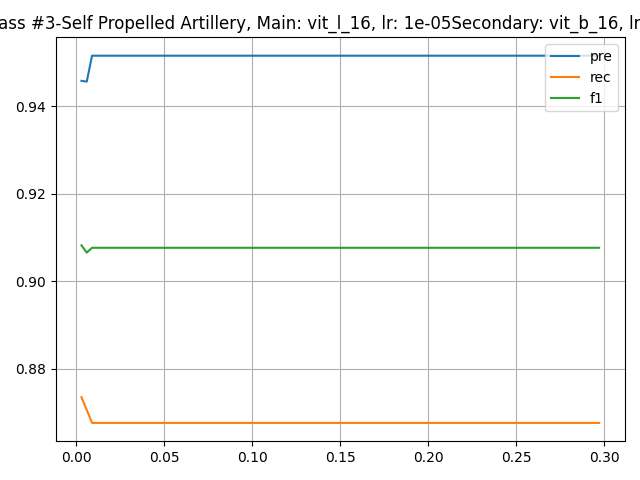 ass #3-Self Propelled Artillery, Main: vit_l_16, lr: 1e-05Secondary: vit_b_16, lr
pre
rec
f1
0.94
0.92
0.90
0.88
0.00 0.05 0.10 0.15 0.20 0.25 0.30